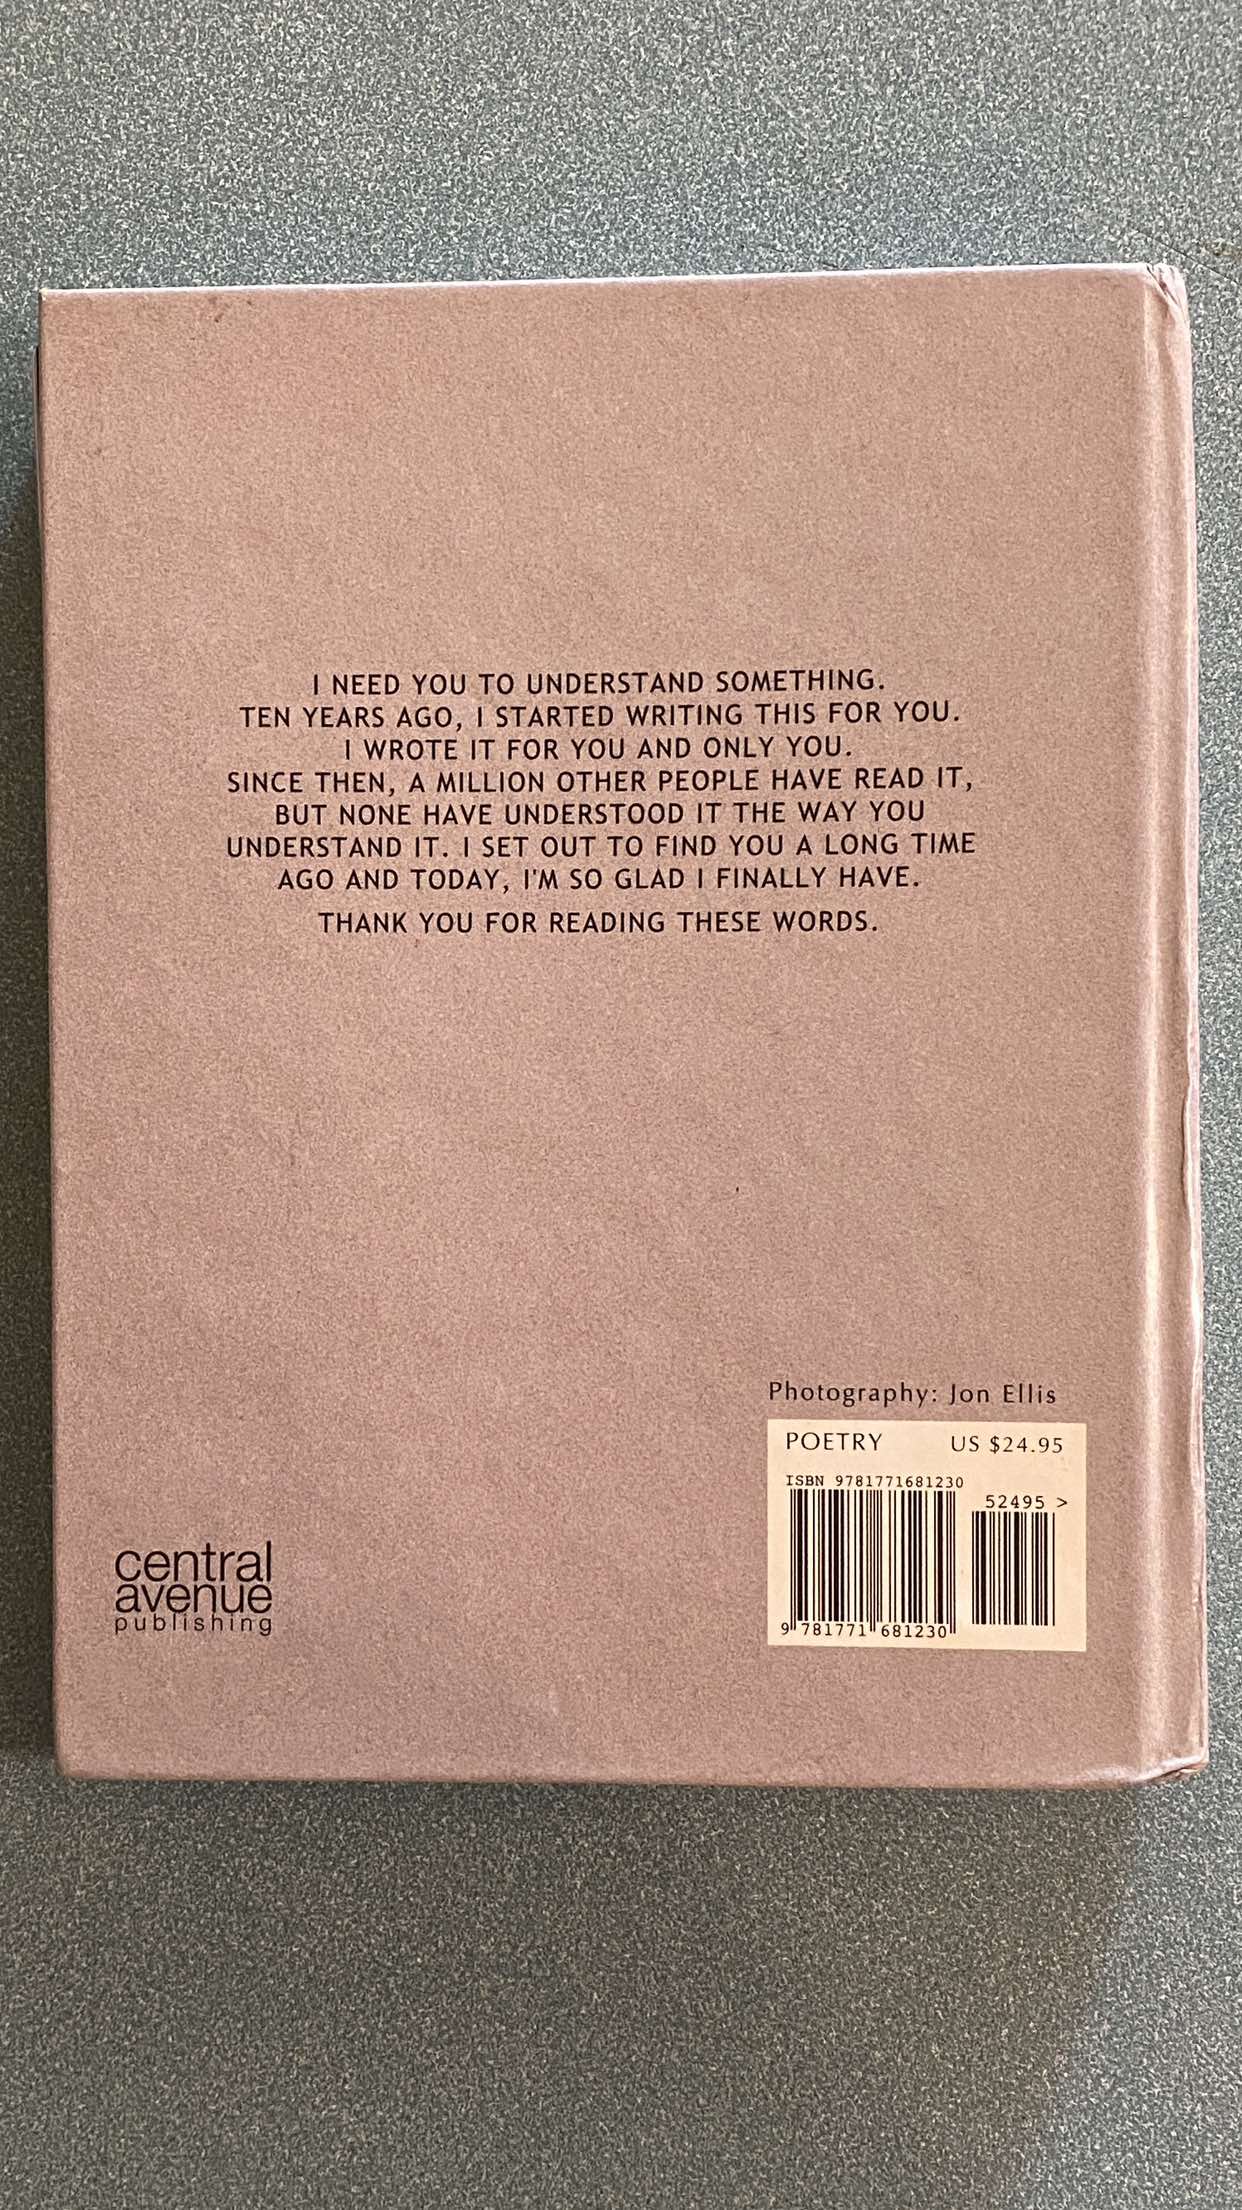 I NEED YOU TO UNDERSTAND SOMETHING.
TEN YEARS AGO, I STARTED WRITING THIS FOR YOU.
I WROTE IT FOR YOU AND ONLY YOU.
SINCE THEN, A MILLION OTHER PEOPLE HAVE READ IT,
BUT NONE HAVE UNDERSTOOD IT THE WAY YOU
UNDERSTAND IT. I SET OUT TO FIND YOU A LONG TIME
AGO AND TODAY, I'M SO GLAD I FINALLY HAVE.
THANK YOU FOR READING THESE WORDS.
Photography: Jon Ellis
POETRY US $24.95
ISBN 9781771681230
52495 >
9 781771 681230
central
avenue
publishing